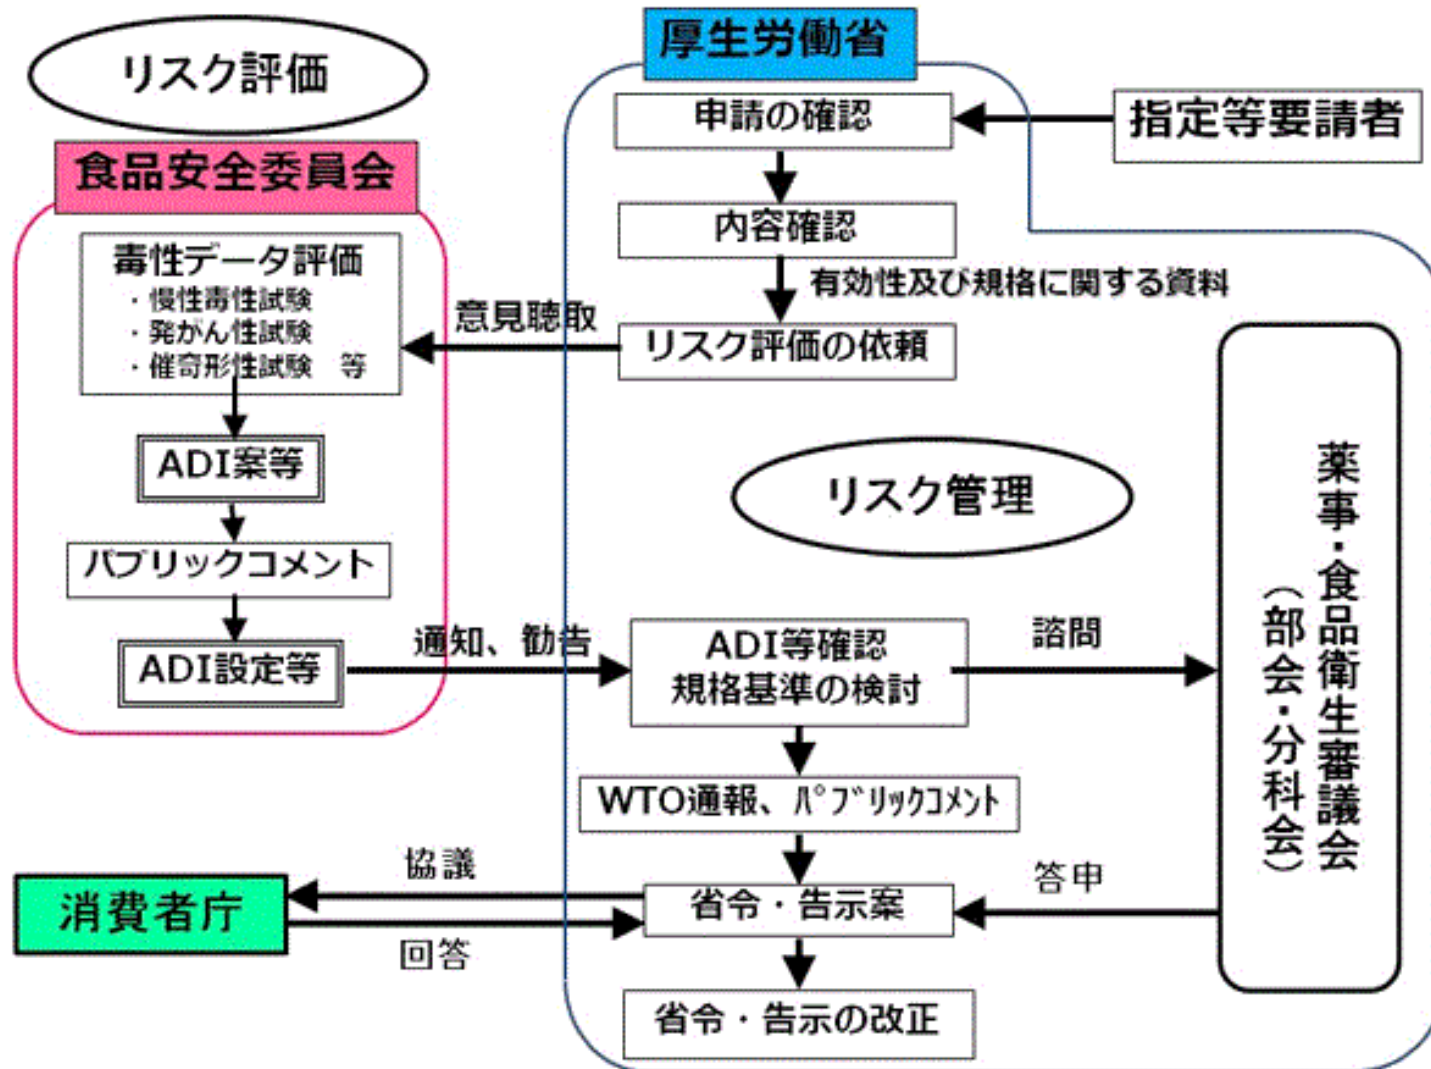 リスク評価
食品安全委員会
毒性データ評価
・慢性毒性試験
・発がん性試験
・催奇形性試験　等
ADI案等
パブリックコメント
ADI設定等
厚生労働省
申請の確認
指定等要請者
内容確認
有効性及び規格に関する資料
意見聴取
リスク評価の依頼
リスク管理
通知、勧告
ADI等確認
規格基準の検討
諮問
薬事・食品衛生審議会
（部会・分科会）
WTO通報、ﾊﾟﾌﾞﾘｯｸｺﾒﾝﾄ
協議
消費者庁
回答
省令・告示案
答申
省令・告示の改正